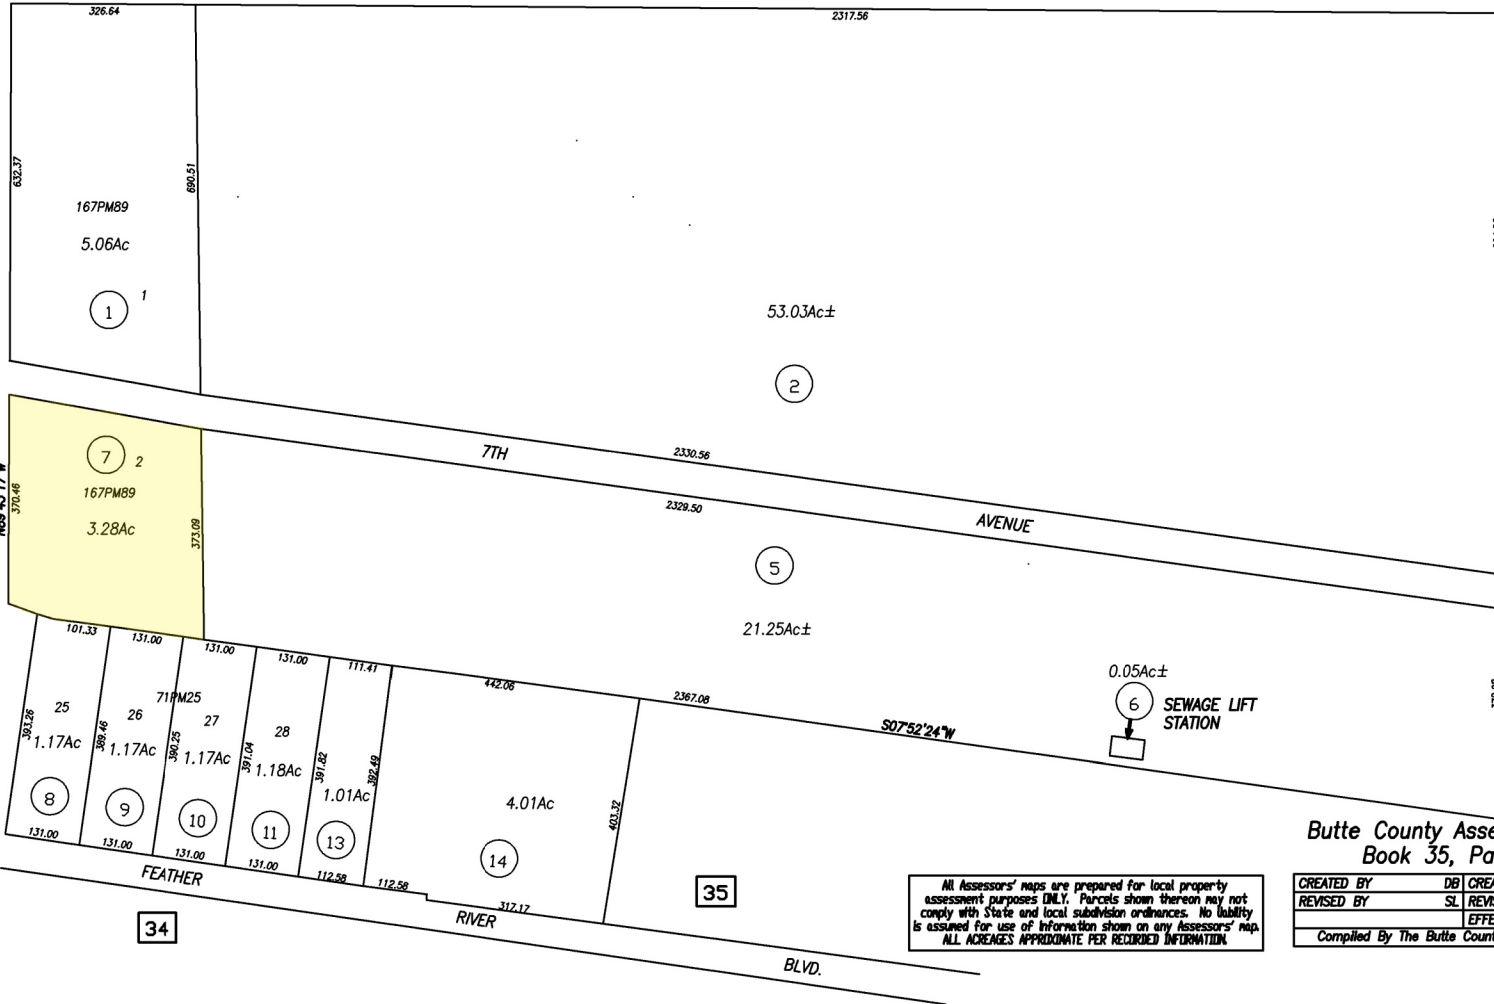 326.64
2317.56
632.37
690.51
167PM89
5.06Ac
1
1
53.03Ac±
2
7TH
2330.56
AVENUE
2329.50
7
2
167PM89
3.28Ac
370.46
373.09
5
21.25Ac±
101.33
131.00
131.00
131.00
111.41
442.06
2367.08
S07°52'24"W
0.05Ac±
6
SEWAGE LIFT
STATION
71PM25
25
26
27
28
393.26
389.46
390.25
391.04
391.82
392.49
403.32
1.17Ac
1.17Ac
1.17Ac
1.18Ac
1.01Ac
4.01Ac
8
9
10
11
13
14
131.00
131.00
131.00
131.00
112.58
112.58
317.17
FEATHER
RIVER
BLVD.
34
35
All Assessors' maps are prepared for local property
assessment purposes ONLY. Parcels shown thereon may not
comply with State and local subdivision ordinances. No liability
is assumed for use of information shown on any Assessors' map.
ALL ACREAGES APPROXIMATE PER RECORDED INFORMATION.
Butte County Asse
Book 35, Pa
CREATED BY DB CREA
REVISED BY SL REVIS
EFFE
Compiled By The Butte Count